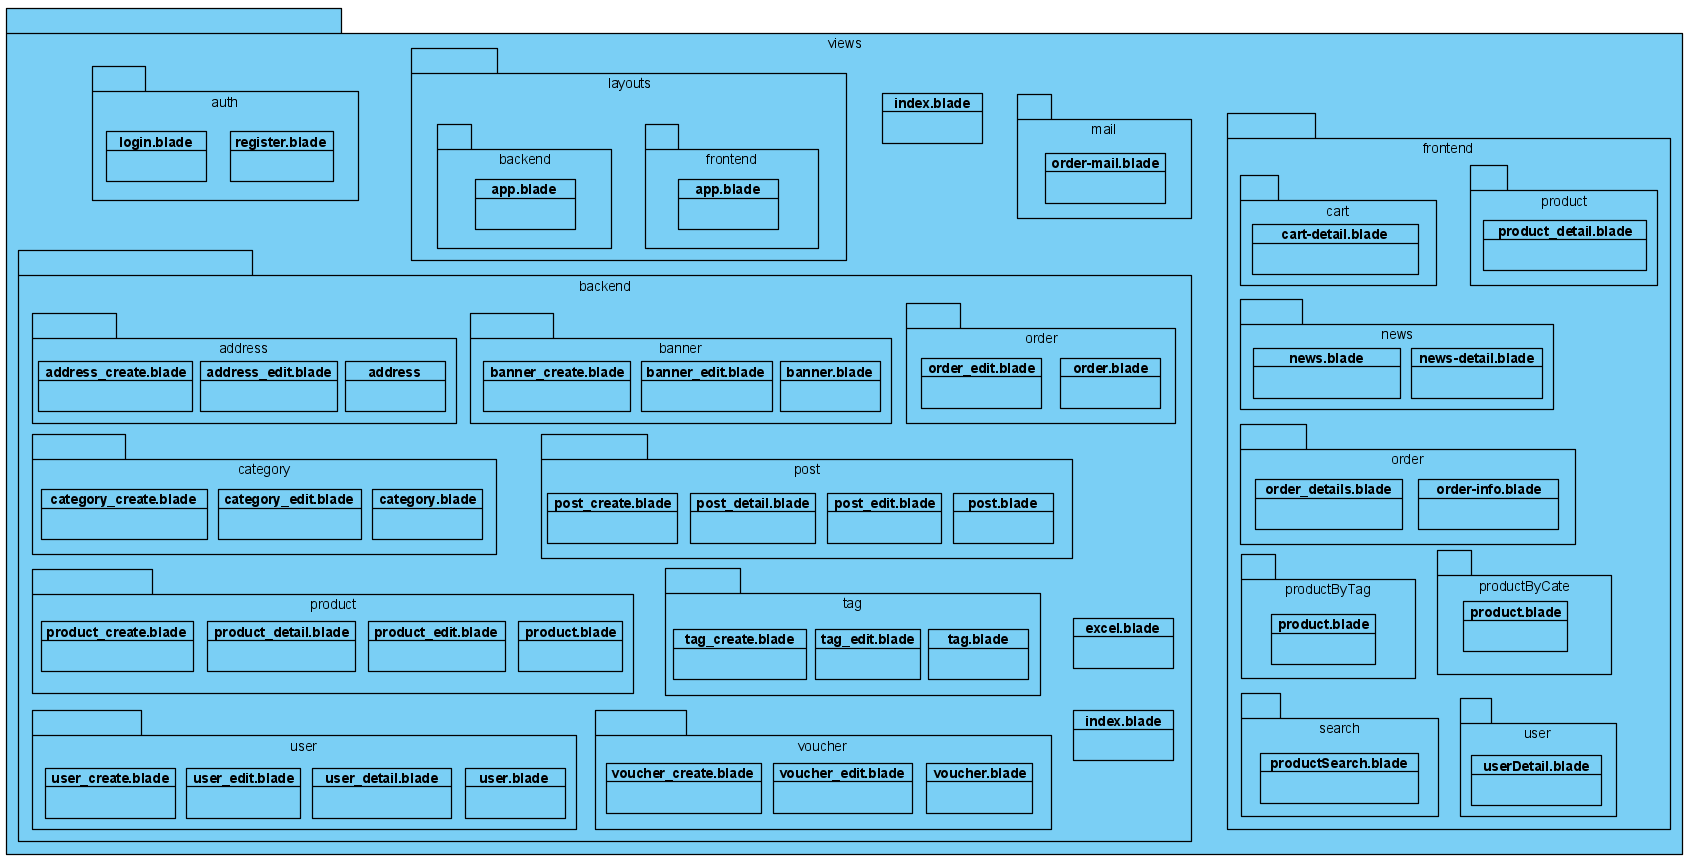 views
auth
login.blade
register.blade
layouts
backend
app.blade
frontend
app.blade
index.blade
mail
order-mail.blade
backend
address
address_create.blade
address_edit.blade
address
banner
banner_create.blade
banner_edit.blade
banner.blade
order
order_edit.blade
order.blade
category
category_create.blade
category_edit.blade
category.blade
post
post_create.blade
post_detail.blade
post_edit.blade
post.blade
product
product_create.blade
product_detail.blade
product_edit.blade
product.blade
tag
tag_create.blade
tag_edit.blade
tag.blade
excel.blade
user
user_create.blade
user_edit.blade
user_detail.blade
user.blade
voucher
voucher_create.blade
voucher_edit.blade
voucher.blade
index.blade
frontend
cart
cart-detail.blade
product
product_detail.blade
news
news.blade
news-detail.blade
order
order_details.blade
order-info.blade
productByTag
product.blade
productByCate
product.blade
search
productSearch.blade
user
userDetail.blade